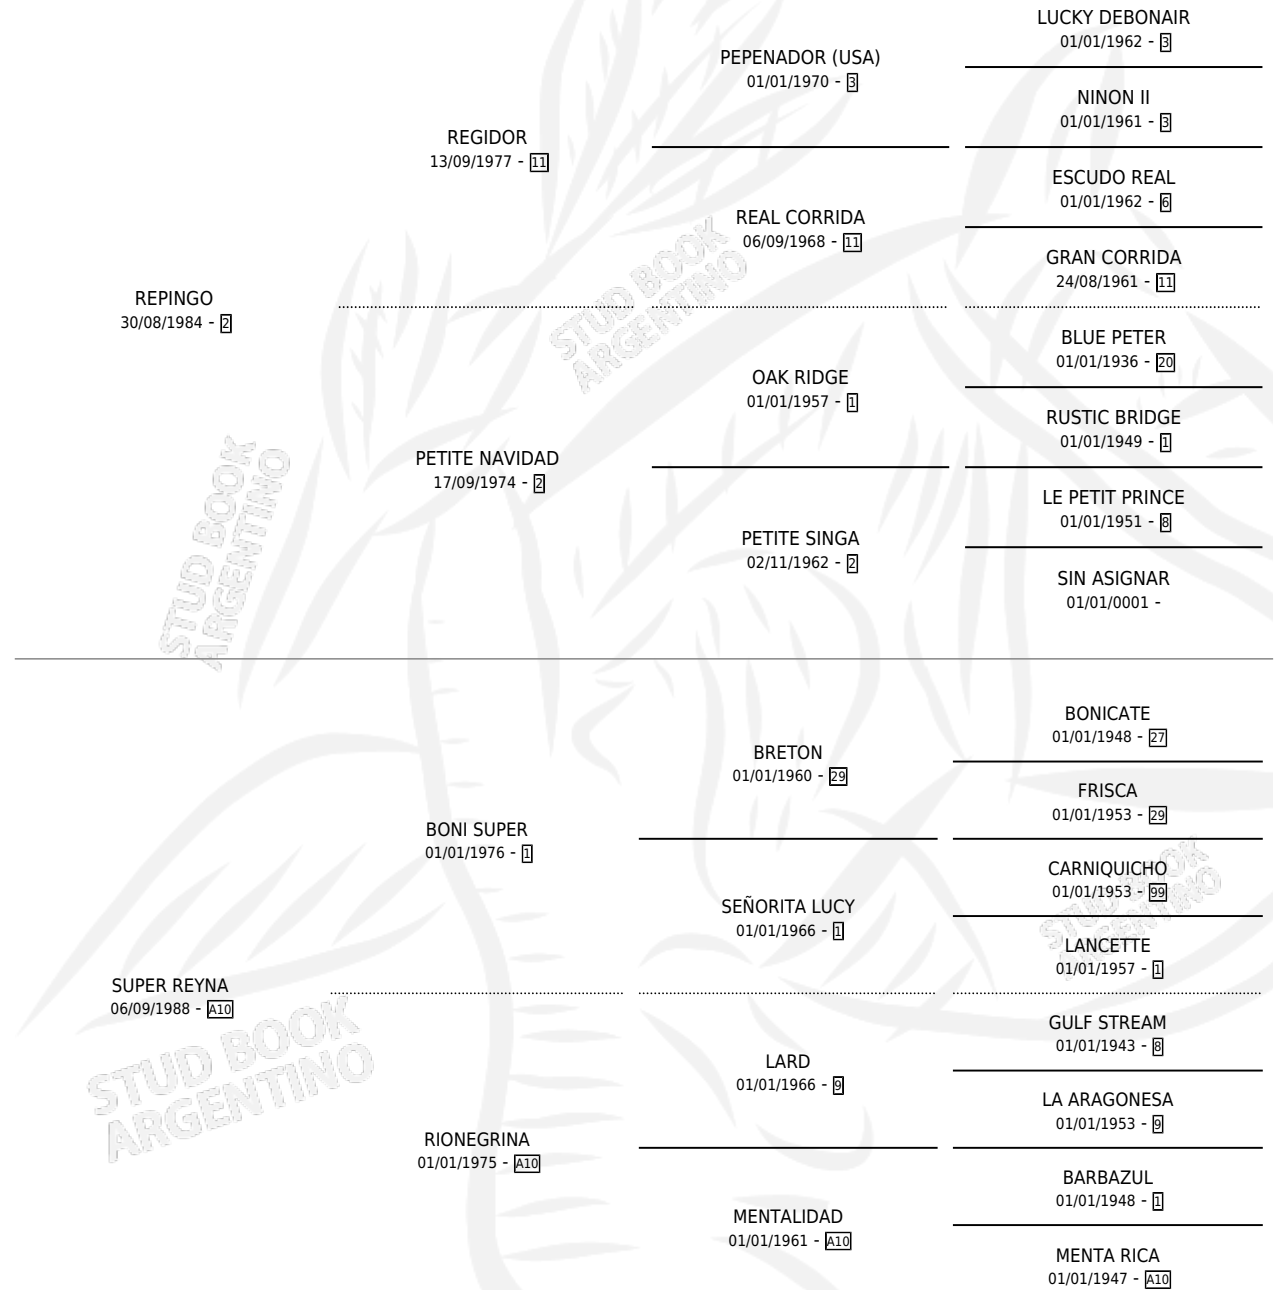 LUCKY DEBONAIR
01/01/1962 - 3
PEPENADOR (USA)
01/01/1970 - 3
NINON II
01/01/1961 - 3
REGIDOR
13/09/1977 - 11
ESCUDO REAL
01/01/1962 - 6
REAL CORRIDA
06/09/1968 - 11
GRAN CORRIDA
24/08/1961 - 11
REPINGO
30/08/1984 - 2
BLUE PETER
01/01/1936 - 20
OAK RIDGE
01/01/1957 - 1
RUSTIC BRIDGE
01/01/1949 - 1
PETITE NAVIDAD
17/09/1974 - 2
LE PETIT PRINCE
01/01/1951 - 8
PETITE SINGA
02/11/1962 - 2
SIN ASIGNAR
01/01/0001 -
BONICATE
01/01/1948 - 27
BRETON
01/01/1960 - 29
FRISCA
01/01/1953 - 29
BONI SUPER
01/01/1976 - 1
CARNIQUICHO
01/01/1953 - 99
SEÑORITA LUCY
01/01/1966 - 1
LANCETTE
01/01/1957 - 1
SUPER REYNA
06/09/1988 - A10
GULF STREAM
01/01/1943 - 8
LARD
01/01/1966 - 9
LA ARAGONESA
01/01/1953 - 9
RIONEGRINA
01/01/1975 - A10
BARBAZUL
01/01/1948 - 1
MENTALIDAD
01/01/1961 - A10
MENTA RICA
01/01/1947 - A10
STUD BOOK
ARGENTINO
STUD BOOK
ARGENTINO
STUD BOOK
ARGENTINO
STUD BOOK
ARGENTINO